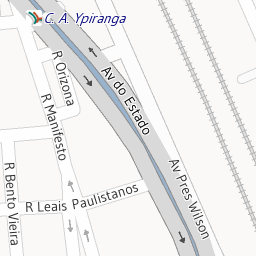 C. A. Ypiranga
R Orizona
Av do Estado
R Manifesto
Av Pres Wilson
R Bento Vieira
R Leais Paulistanos